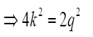 ⇒ 4k² = 2q²